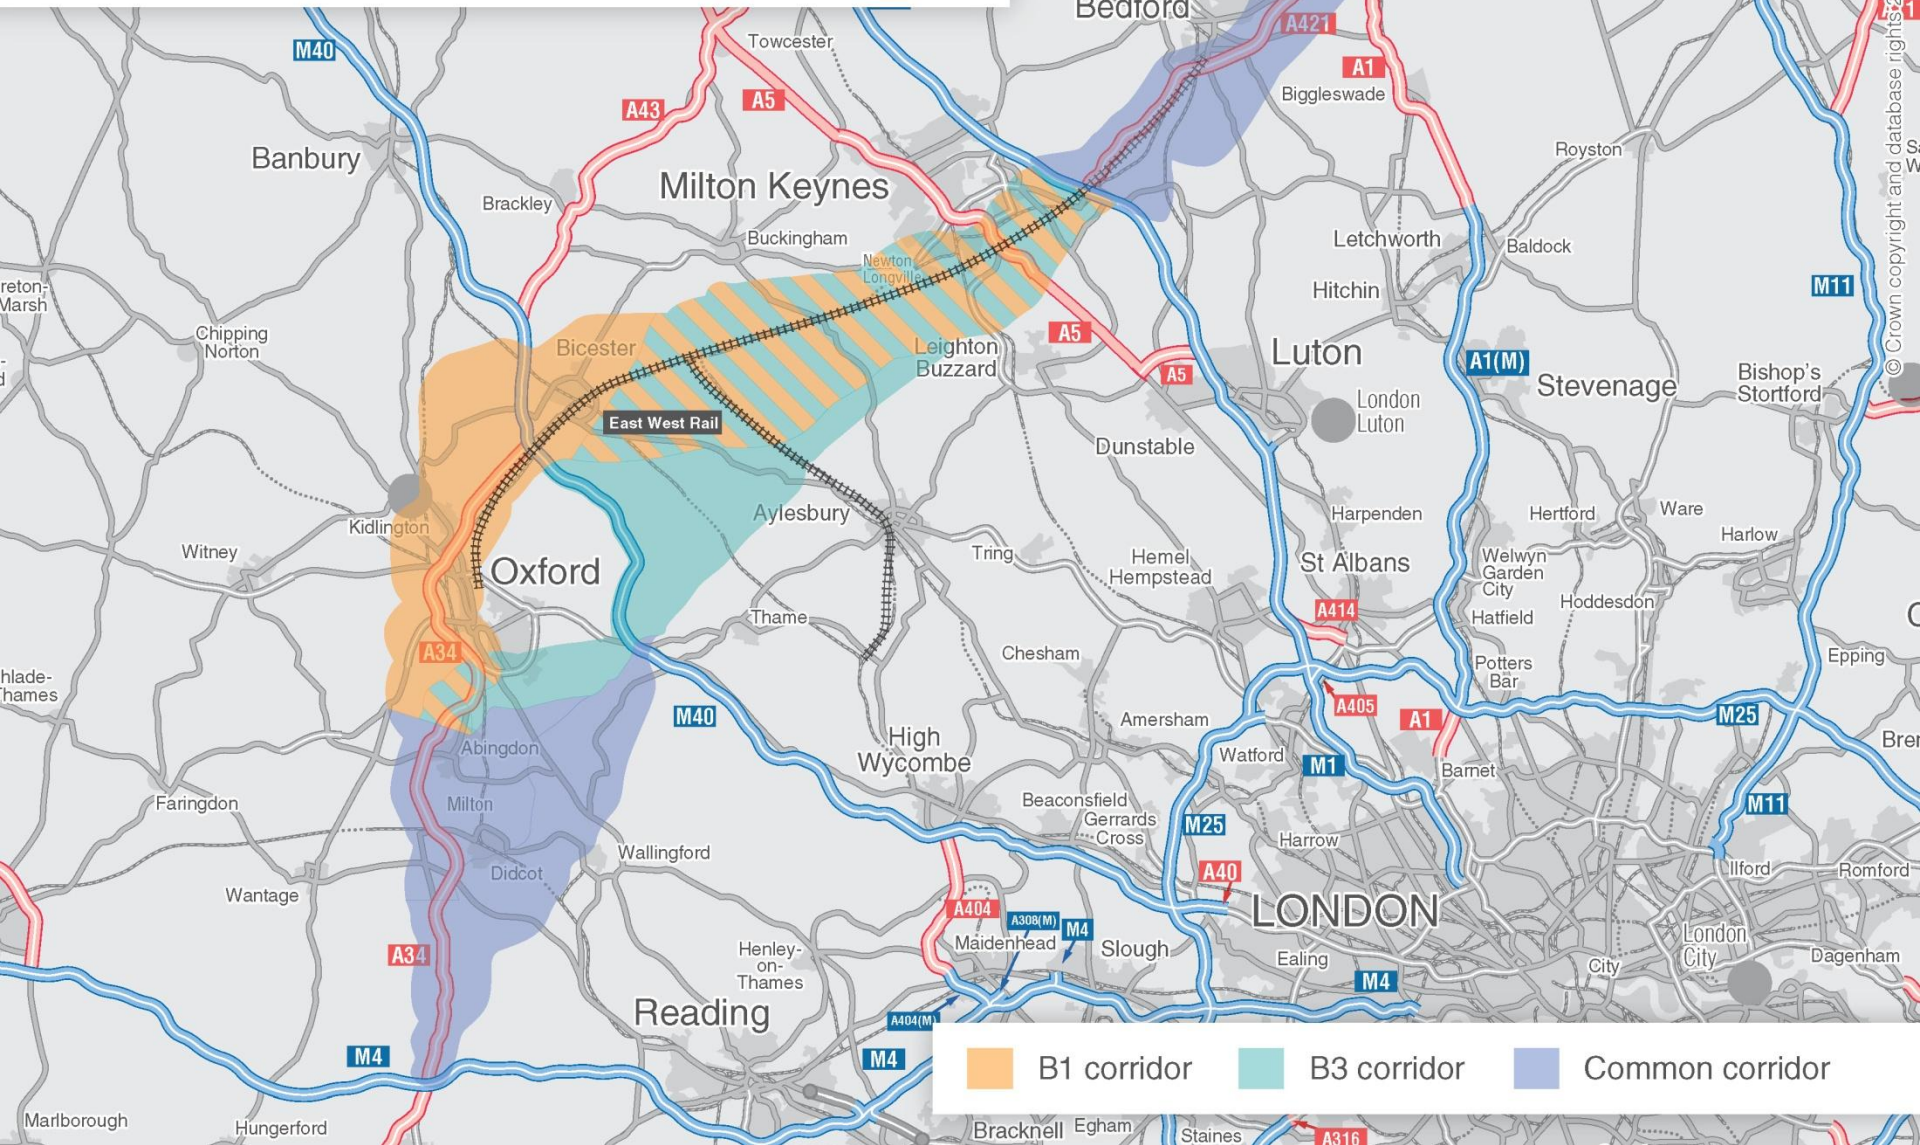 Bedford
A421
A1
M40
Towcester
A1
A43
A5
Biggleswade
Banbury
Milton Keynes
Royston
Brackley
Buckingham
Letchworth
Baldock
Newton
Longville
reton-
Marsh
Hitchin
M11
© Crown copyright and database rights
Chipping
Norton
Bicester
A5
Leighton
Buzzard
Luton
A5
A1(M)
Stevenage
Bishop's
Stortford
London
Luton
East West Rail
Dunstable
Kidlington
Aylesbury
Harpenden
Hertford
Ware
Harlow
Witney
Oxford
Tring
Hemel
Hempstead
St Albans
Welwyn
Garden
City
Hatfield
Hoddesdon
Thame
A414
A34
Chesham
Potters
Bar
Epping
hlade-
Thames
A405
M40
Amersham
A1
M25
Abingdon
High
Wycombe
Watford
M1
Barnet
Brer
Faringdon
Milton
Beaconsfield
Gerrards
Cross
M25
Harrow
M11
Wallingford
Didcot
Wantage
A40
Ilford
Romford
A404
A308(M)
M4
LONDON
Maidenhead
Slough
A34
Henley-
on-
Thames
Ealing
City
London
City
Dagenham
M4
Reading
A404(M)
M4
M4
B1 corridor
B3 corridor
Common corridor
Marlborough
Hungerford
Bracknell
Egham
Staines
A316